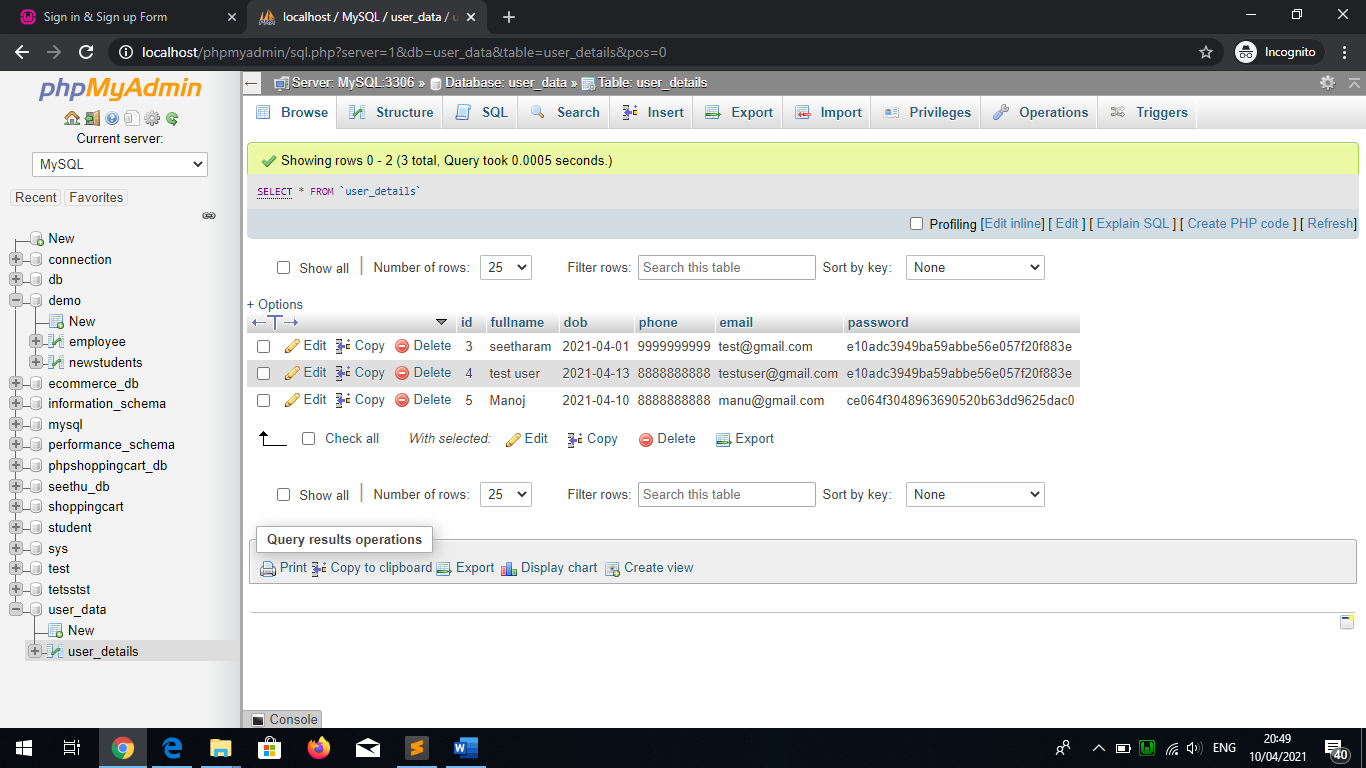 Sign in & Sign up Form
localhost / MySQL / user_data / u
localhost/phpmyadmin/sql.php?server=1&db=user_data&table=user_details&pos=0
Incognito
phpMyAdmin
Current server:
MySQL
Recent Favorites
New
connection
db
demo
New
employee
newstudents
ecommerce_db
information_schema
mysql
performance_schema
phpshoppingcart_db
seethu_db
shoppingcart
student
sys
test
tetsstst
user_data
New
user_details
Server: MySQL:3306 » Database: user_data » Table: user_details
Browse Structure SQL Search Insert Export Import Privileges Operations Triggers
Showing rows 0 - 2 (3 total, Query took 0.0005 seconds.)
SELECT * FROM `user_details`
Profiling [Edit inline] [ Edit ] [ Explain SQL ] [ Create PHP code ] [ Refresh]
Show all Number of rows: 25 Filter rows: Search this table Sort by key: None
+ Options
←T→ id fullname dob phone email password
Edit Copy Delete 3 seetharam 2021-04-01 9999999999 test@gmail.com e10adc3949ba59abbe56e057f20f883e
Edit Copy Delete 4 test user 2021-04-13 8888888888 testuser@gmail.com e10adc3949ba59abbe56e057f20f883e
Edit Copy Delete 5 Manoj 2021-04-10 8888888888 manu@gmail.com ce064f3048963690520b63dd9625dac0
Check all With selected: Edit Copy Delete Export
Show all Number of rows: 25 Filter rows: Search this table Sort by key: None
Query results operations
Print Copy to clipboard Export Display chart Create view
Console
ENG
20:49
10/04/2021
40